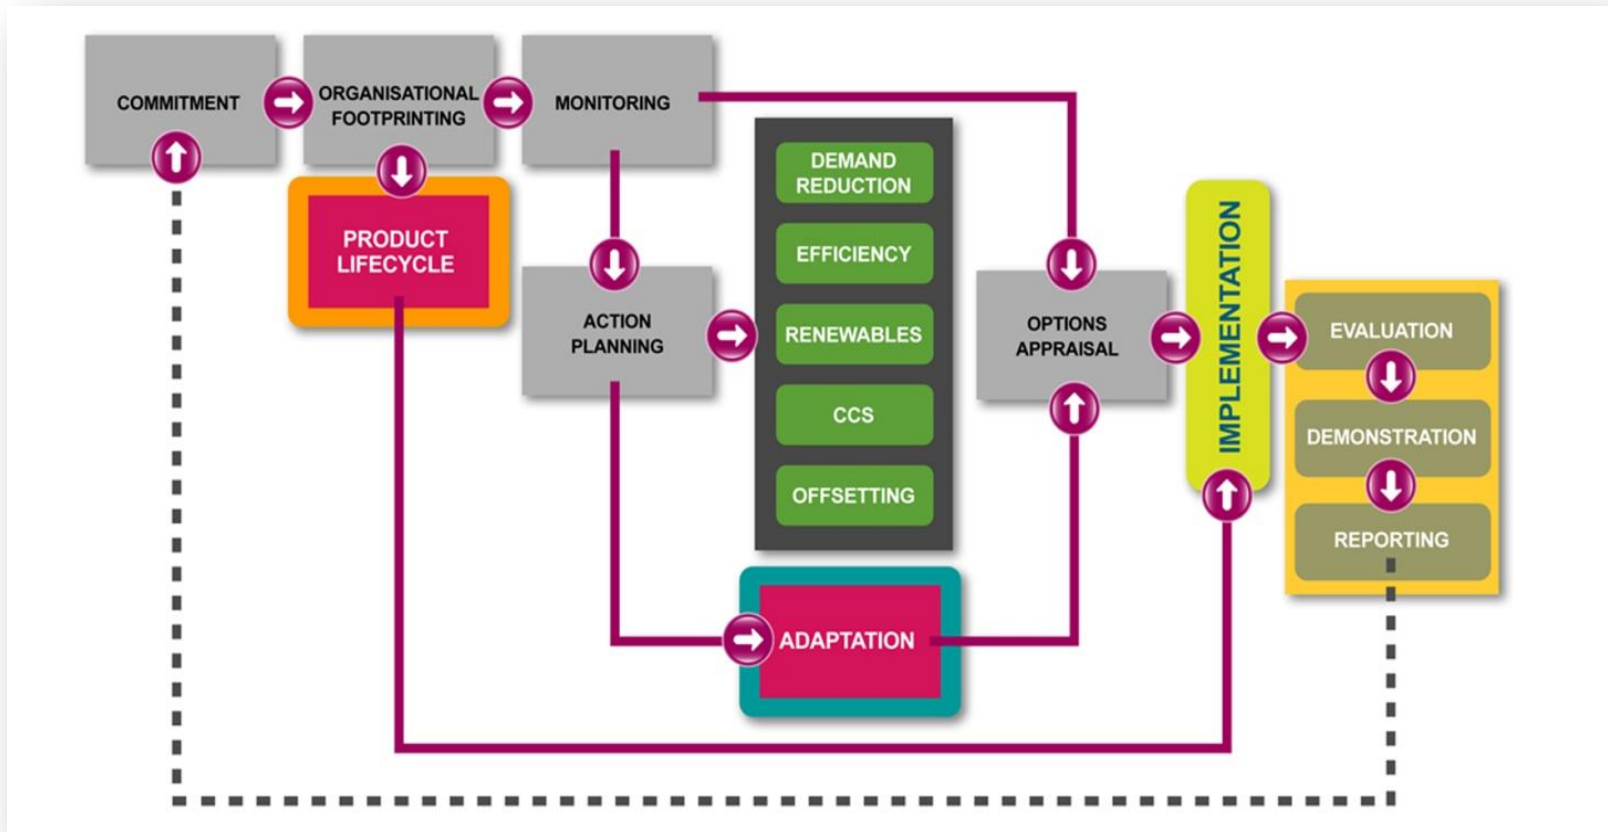 COMMITMENT
ORGANISATIONAL
FOOTPRINTING
MONITORING
PRODUCT
LIFECYCLE
ACTION
PLANNING
DEMAND
REDUCTION
EFFICIENCY
RENEWABLES
CCS
OFFSETTING
ADAPTATION
OPTIONS
APPRAISAL
IMPLEMENTATION
EVALUATION
DEMONSTRATION
REPORTING